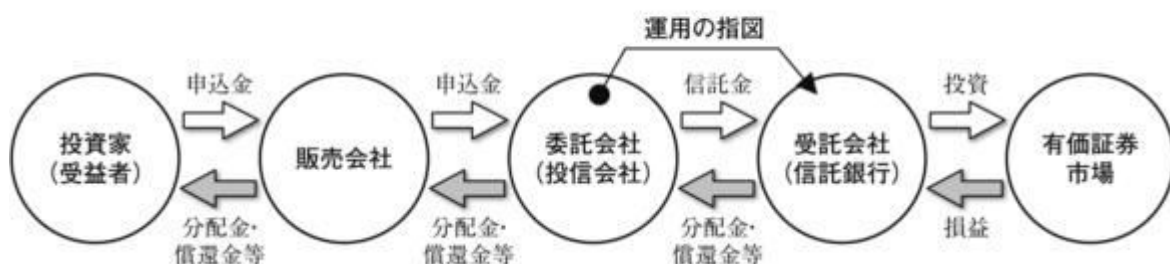 運用の指図
申込金
申込金
信託金
投資
投資家
(受益者)
販売会社
委託会社
(投信会社)
受託会社
(信託銀行)
有価証券
市場
分配金・
償還金等
分配金・
償還金等
分配金・
償還金等
損益